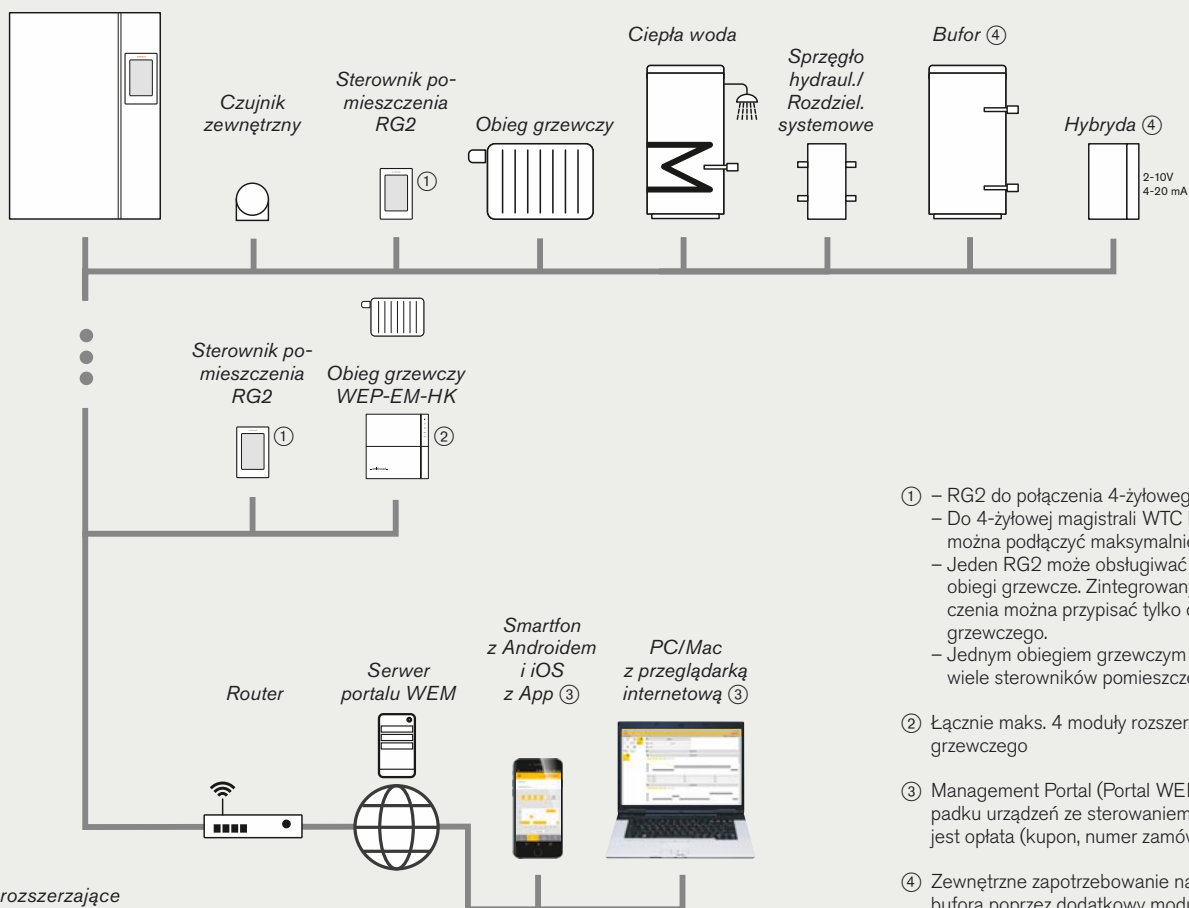 Ciepła woda
Bufor ④
Sprzęgło
hydraul./
Rozdziel.
systemowe
Sterownik po-
mieszczenia
RG2
Czujnik
zewnętrzny
Obieg grzewczy
Hybryda ④
①
2-10V
4-20 mA
Sterownik po-
mieszczenia
RG2
Obieg grzewczy
WEP-EM-HK
①
②
Smartfon
z Androidem
i iOS
z App ③
PC/Mac
z przeglądarką
internetową ③
Serwer
portalu WEM
Router
rozszerzające
① – RG2 do połączenia 4-żyłoweg
– Do 4-żyłowej magistrali WTC
można podłączyć maksymalnie
– Jeden RG2 może obsługiwać
obiegi grzewcze. Zintegrowan
czenia można przypisać tylko
grzewczego.
– Jednym obiegiem grzewczym
wiele sterowników pomieszcz
② Łącznie maks. 4 moduły rozszer
grzewczego
③ Management Portal (Portal WE
padku urządzeń ze sterowaniem
jest opłata (kupon, numer zamów
④ Zewnętrzne zapotrzebowanie na
bufora poprzez dodatkowy mod